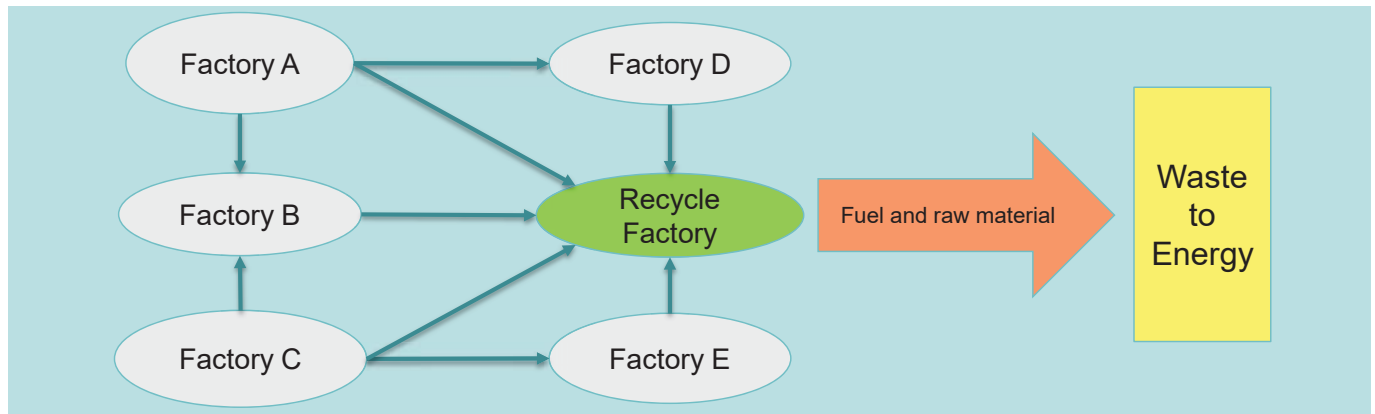 Factory A
Factory D
Factory B
Recycle
Factory
Fuel and raw material
Waste
to
Energy
Factory C
Factory E